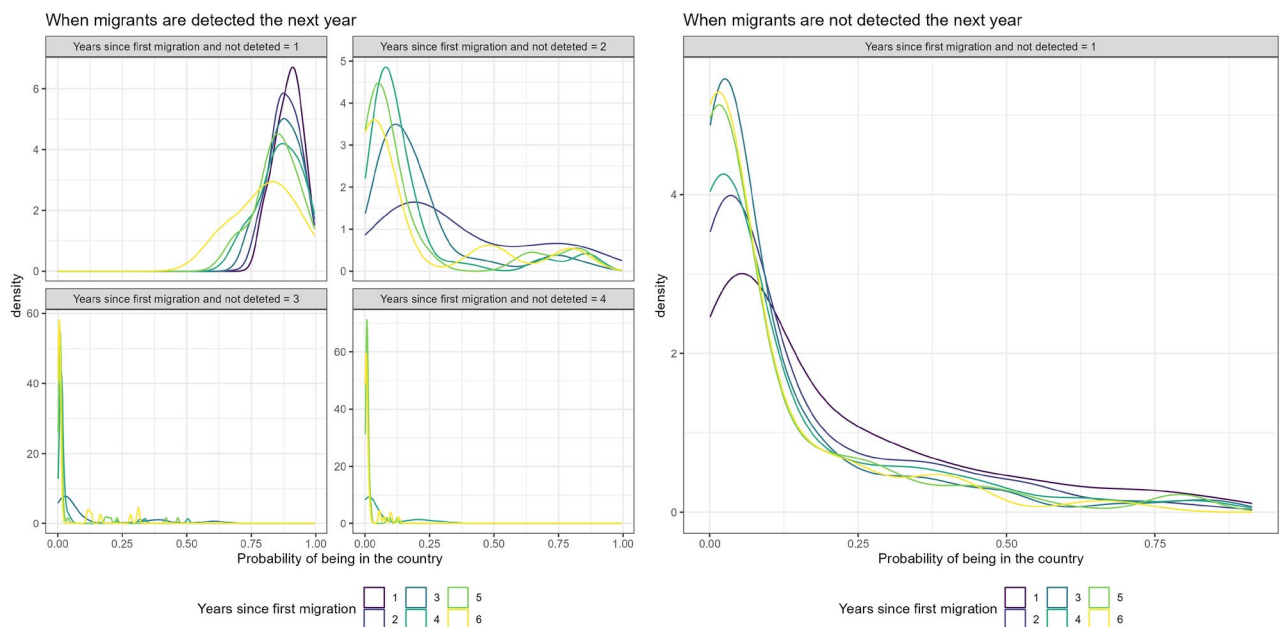 When migrants are detected the next year
Years since first migration and not deteted = 1
Years since first migration and not deteted = 2
6
4
2
0
5
4
3
2
1
0
density
Years since first migration and not deteted = 3
Years since first migration and not deteted = 4
60
40
20
0
60
40
20
0
0.00 0.25 0.50 0.75 1.00
0.00 0.25 0.50 0.75 1.00
Probability of being in the country
Years since first migration
1 3 5
2 4 6
When migrants are not detected the next year
Years since first migration and not detected = 1
4
2
0
density
0.00 0.25 0.50 0.75
Probability of being in the country
Years since first migration
1 3 5
2 4 6